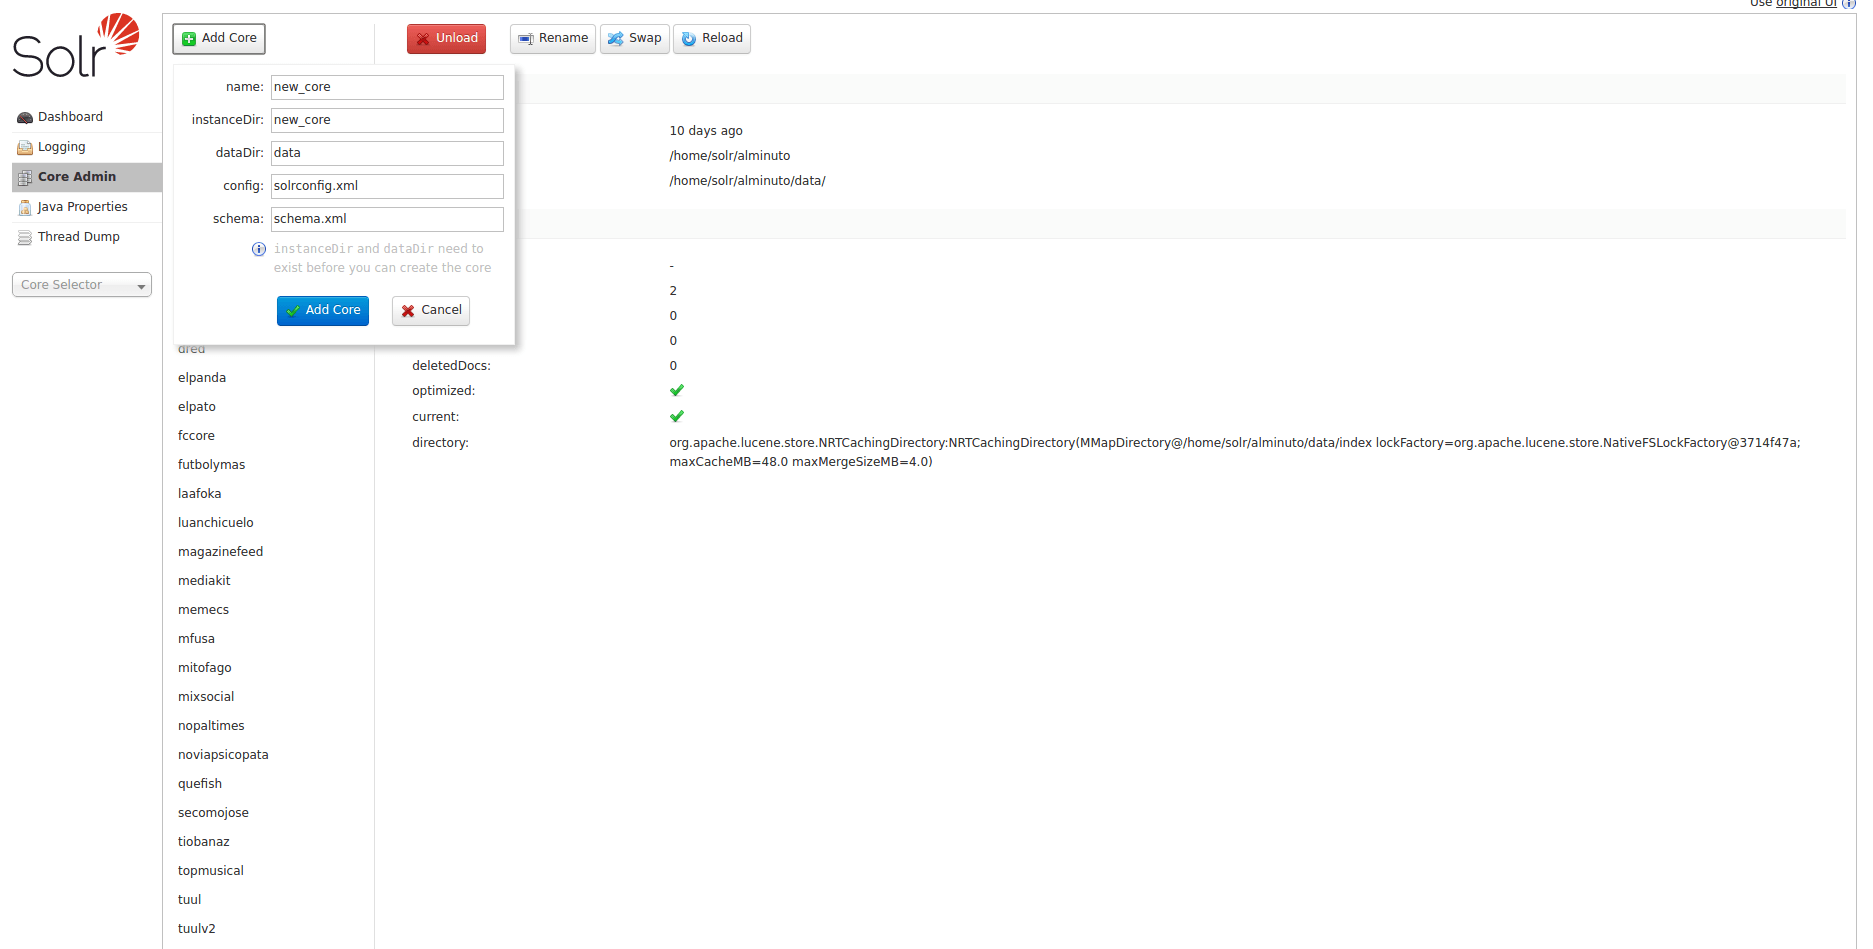 Use original UI
Solr
Dashboard
Logging
Core Admin
Java Properties
Thread Dump
Core Selector
Add Core
Unload
Rename
Swap
Reload
name: new_core
instanceDir: new_core
dataDir: data
config: solrconfig.xml
schema: schema.xml
instanceDir and dataDir need to
exist before you can create the core
Add Core
Cancel
dred
elpanda
elpato
fccore
futbolymas
laafoka
luanchicuelo
magazinefeed
mediakit
memecs
mfusa
mitofago
mixsocial
nopaltimes
noviapsicopata
quefish
secomojose
tiobanaz
topmusical
tuul
tuulv2
10 days ago
/home/solr/alminuto
/home/solr/alminuto/data/
-
2
0
0
deletedDocs: 0
optimized:
current:
directory: org.apache.lucene.store.NRTCachingDirectory:NRTCachingDirectory(MMapDirectory@/home/solr/alminuto/data/index lockFactory=org.apache.lucene.store.NativeFSLockFactory@3714f47a;
maxCacheMB=48.0 maxMergeSizeMB=4.0)